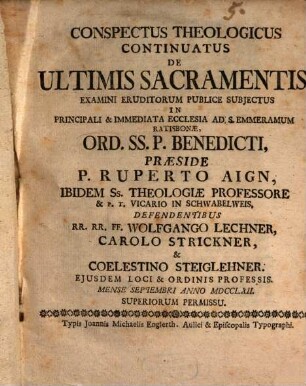 5.
CONSPECTUS THEOLOGICUS
CONTINUATUS
DE
ULTIMIS SACRAMENTIS
EXAMINI ERUDITORUM PUBLICE SUBJECTUS
IN
PRINCIPALI & IMMEDIATA ECCLESIA AD S. EMMERAMUM
RATISBONÆ,
ORD. SS. P. BENEDICTI,
PRÆSIDE
P. RUPERTO AIGN,
IBIDEM Ss. THEOLOGIÆ PROFESSORE
& P. T. VICARIO IN SCHWABELWEIS,
DEFENDENTIBUS
RR. RR. FF. WOLFGANGO LECHNER,
CAROLO STRICKNER,
&
COELESTINO STEIGLEHNER.
EJUSDEM LOCI & ORDINIS PROFESSIS.
MENSE SEPTEMBRI ANNO MDCCLXII.
SUPERIORUM PERMISSU.
Typis Joannis Michaelis Englerth. Aulici & Episcopalis Typographi.